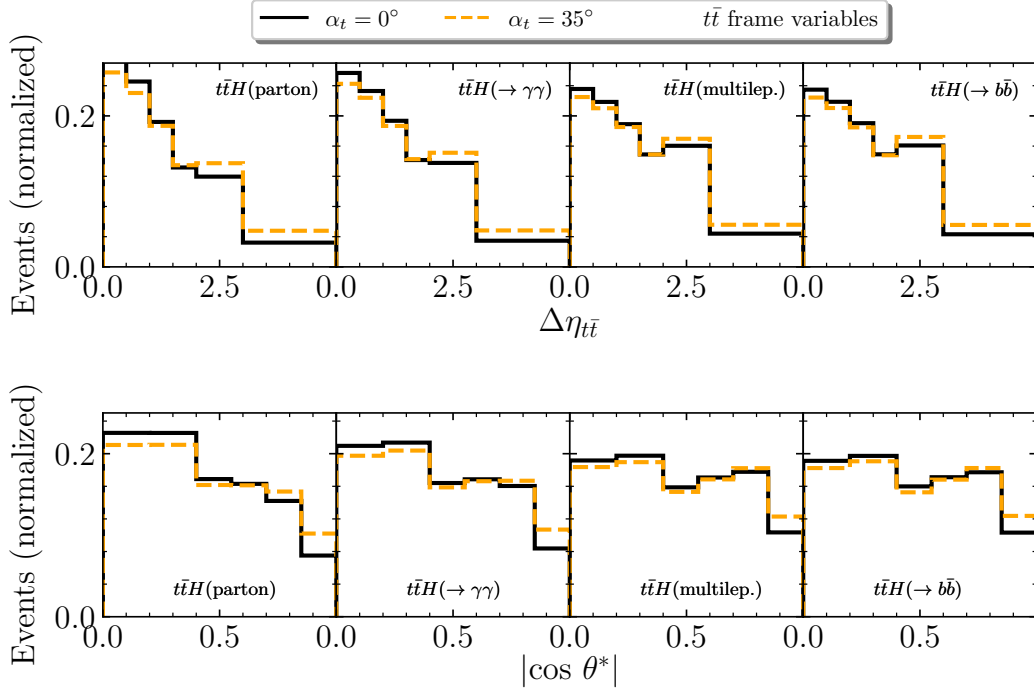 α_t = 0° α_t = 35° tt̄ frame variables
Events (normalized)
0.2
0.0
tt̄H(parton) tt̄H(→ γγ) tt̄H(multilep.) tt̄H(→ bb̄)
0.0 2.5 0.0 2.5 0.0 2.5 0.0 2.5
Δη_tt̄
Events (normalized)
0.2
0.0
tt̄H(parton) tt̄H(→ γγ) tt̄H(multilep.) tt̄H(→ bb̄)
0.0 0.5 0.0 0.5 0.0 0.5 0.0 0.5
|cos θ*|